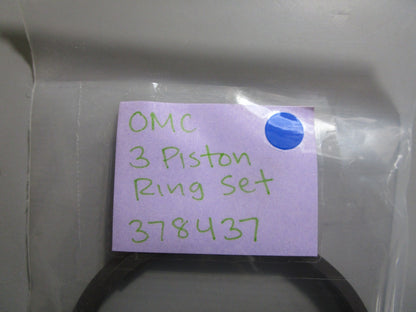 OMC
3 Piston
Ring Set
378437